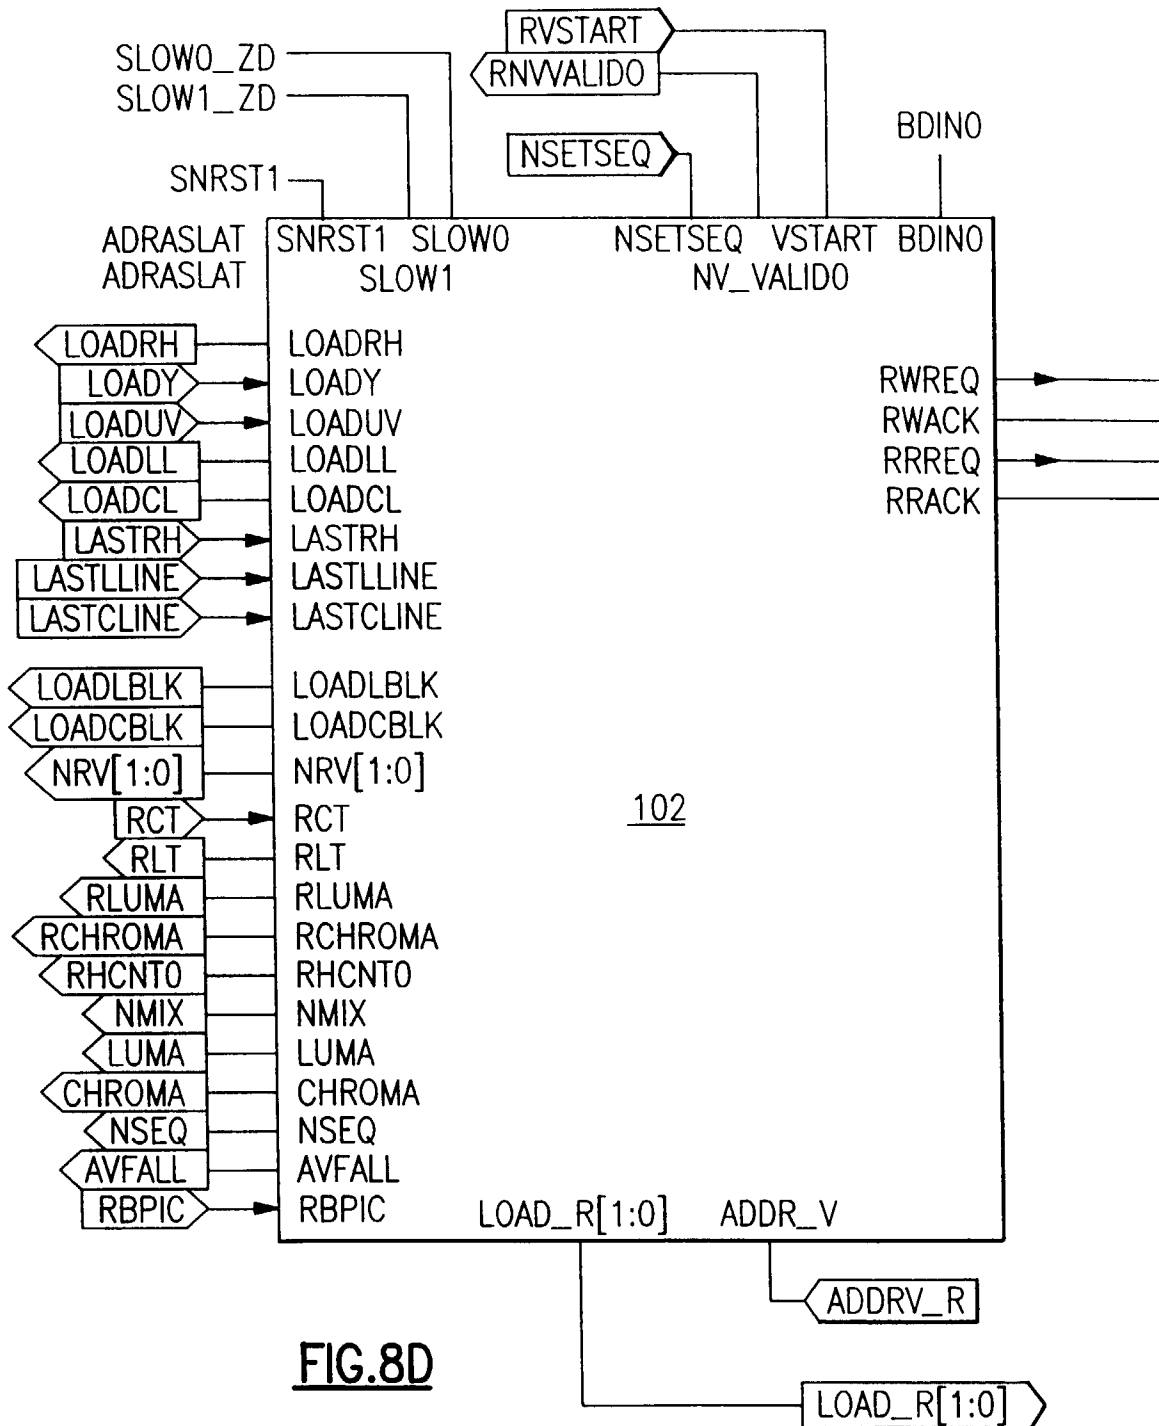 RVSTART
SLOW0_ZD
RNVVALIDO
SLOW1_ZD
BDIN0
NSETSEQ
SNRST1
ADRASLAT SNRST1 SLOW0 NSETSEQ VSTART BDIN0
ADRASLAT SLOW1 NV_VALIDO
LOADRH LOADRH
LOADY LOADY RWREQ
LOADUV LOADUV RWACK
LOADLL LOADLL RRREQ
LOADCL LOADCL RRACK
LASTRH LASTRH
LASTLLINE LASTLLINE
LASTCLINE LASTCLINE
LOADLBLK LOADLBLK
LOADCBLK LOADCBLK
NRV[1:0] NRV[1:0]
102
RCT RCT
RLT RLT
RLUMA RLUMA
RCHROMA RCHROMA
RHCNT0 RHCNT0
NMIX NMIX
LUMA LUMA
CHROMA CHROMA
NSEQ NSEQ
AVFALL AVFALL
RBPIC RBPIC LOAD_R[1:0] ADDR_V
ADDRV_R
FIG.8D
LOAD_R[1:0]